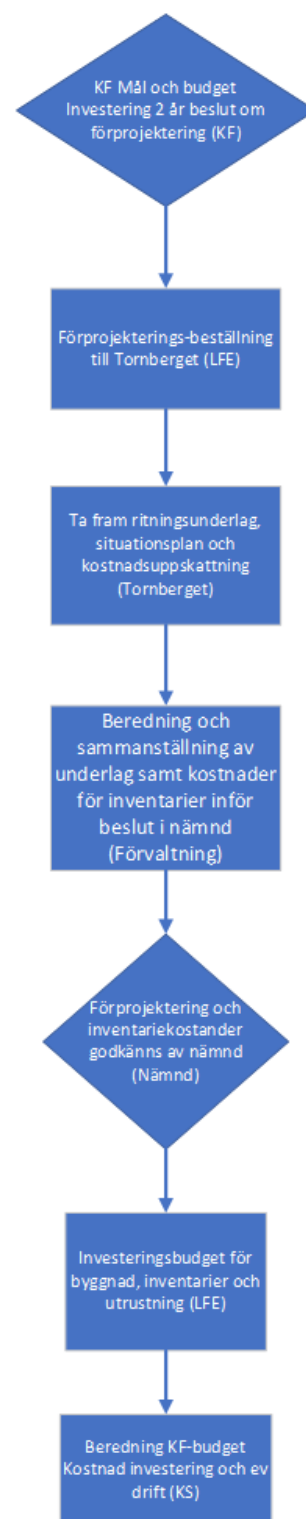 KF Mål och budget
Investering 2 år beslut om
förprojektering (KF)
Förprojekterings-beställning
till Tornberget (LFE)
Ta fram ritningsunderlag,
situationsplan och
kostnadsuppskattning
(Tornberget)
Beredning och
sammanställning av
underlag samt kostnader
för inventarier inför
beslut i nämnd
(Förvaltning)
Förprojektering och
inventariekostander
godkänns av nämnd
(Nämnd)
Investeringsbudget för
byggnad, inventarier och
utrustning (LFE)
Beredning KF-budget
Kostnad investering och ev
drift (KS)